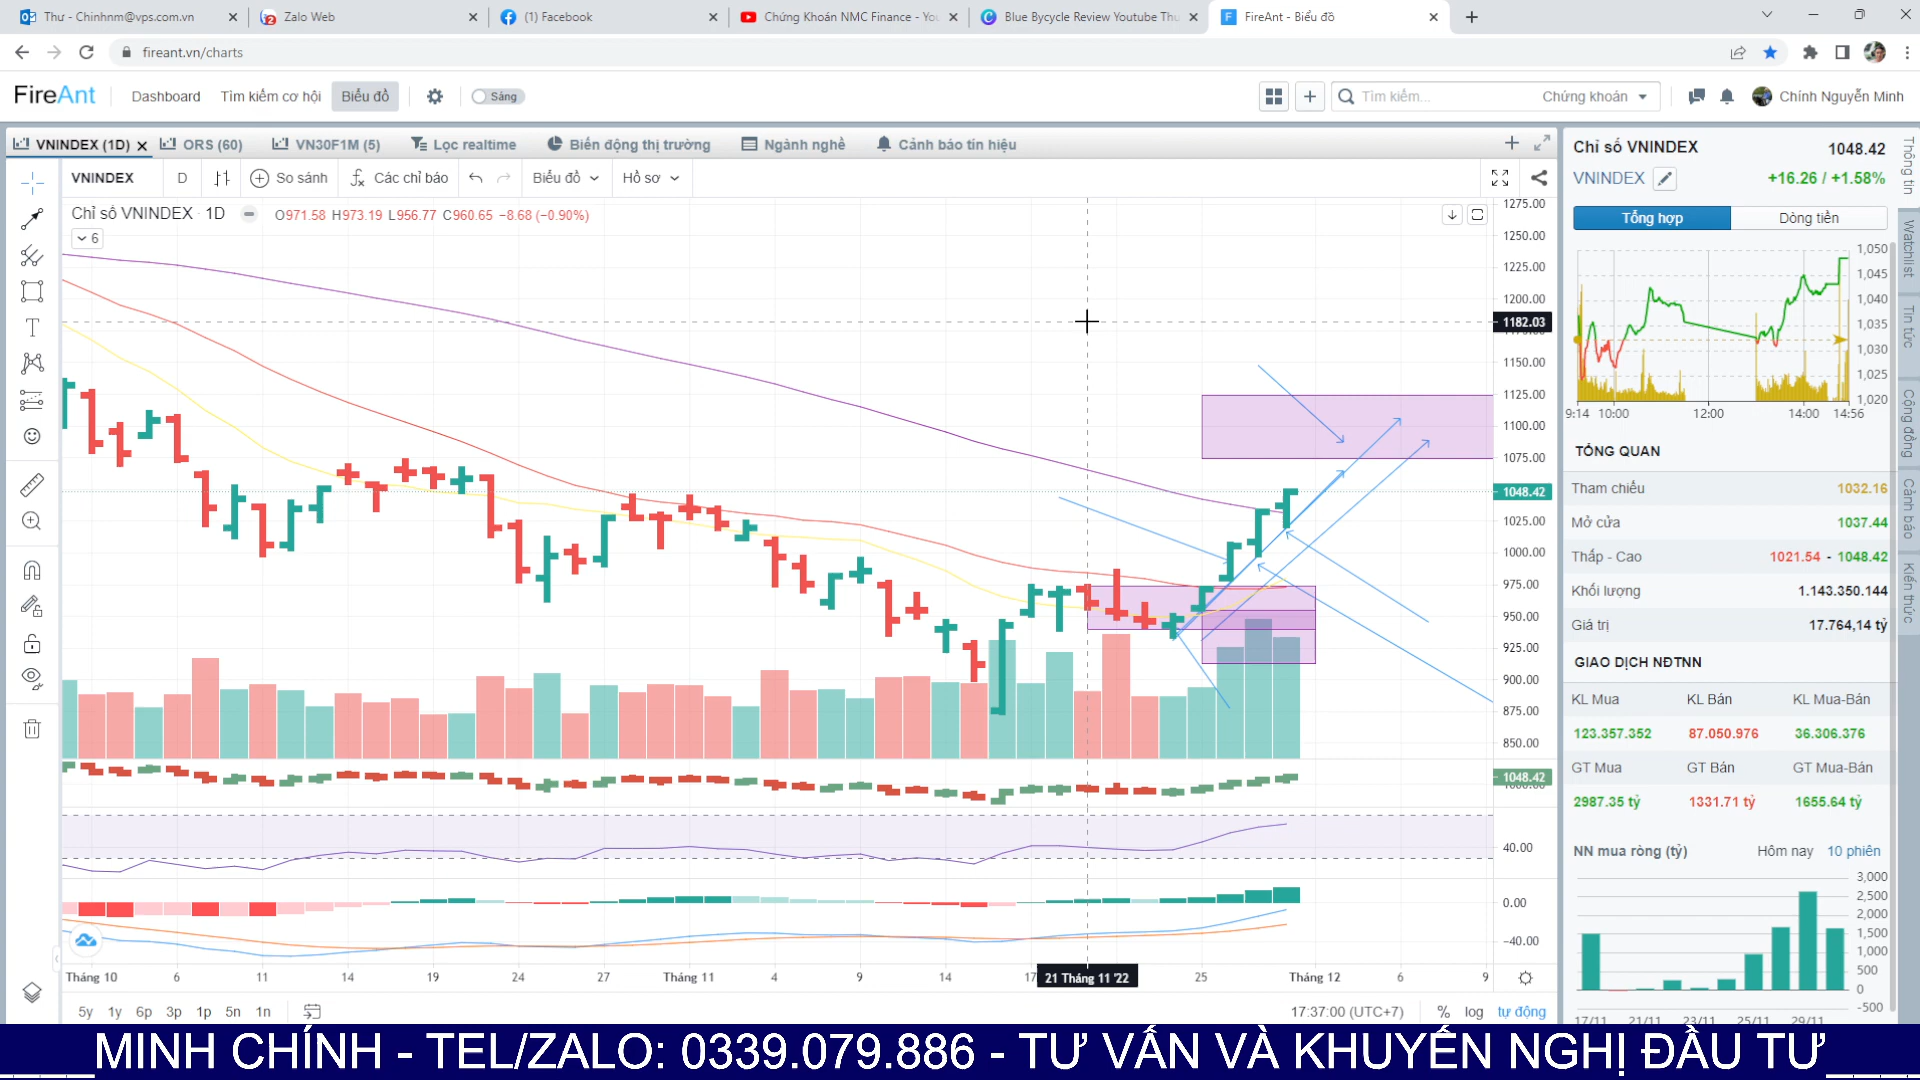 Thư - Chinhnm@vps.com.vn
Zalo Web
(1) Facebook
Chứng Khoán NMC Finance - You
Blue Bycycle Review Youtube Thu
FireAnt - Biểu đồ
fireant.vn/charts
FireAnt
Dashboard
Tìm kiếm cơ hội
Biểu đồ
Sáng
Tìm kiếm...
Chứng khoán
Chính Nguyễn Minh
VNINDEX (1D)
ORS (60)
VN30F1M (5)
Lọc realtime
Biến động thị trường
Ngành nghề
Cảnh báo tín hiệu
VNINDEX
D
So sánh
Các chỉ báo
Biểu đồ
Hồ sơ
Chỉ số VNINDEX · 1D
O971.58 H973.19 L956.77 C960.65 −8.68 (−0.90%)
6
1275.00
1250.00
1225.00
1200.00
1182.03
1150.00
1125.00
1100.00
1075.00
1048.42
1025.00
1000.00
975.00
950.00
925.00
900.00
875.00
850.00
1048.42
40.00
0.00
−40.00
Tháng 10
6
11
14
19
24
27
Tháng 11
4
9
14
17
21 Tháng 11 '22
25
Tháng 12
6
9
5y
1y
6p
3p
1p
5n
1n
17:37:00 (UTC+7)
%
log
tự động
Chỉ số VNINDEX
1048.42
VNINDEX
+16.26 / +1.58%
Tổng hợp
Dòng tiền
1,050
1,045
1,040
1,035
1,030
1,025
1,020
9:14
10:00
12:00
14:00
14:56
TỔNG QUAN
Tham chiếu 1032.16
Mở cửa 1037.44
Thấp - Cao 1021.54 - 1048.42
Khối lượng 1.143.350.144
Giá trị 17.764,14 tỷ
GIAO DỊCH NĐTNN
KL Mua KL Bán KL Mua-Bán
123.357.352 87.050.976 36.306.376
GT Mua GT Bán GT Mua-Bán
2987.35 tỷ 1331.71 tỷ 1655.64 tỷ
NN mua ròng (tỷ)
Hôm nay
10 phiên
3,000
2,500
2,000
1,500
1,000
500
0
-500
17/11
21/11
23/11
25/11
29/11
Thông tin
Watchlist
Tin tức
Cộng đồng
Cảnh báo
Kiến thức
____MINH CHÍNH - TEL/ZALO: 0339.079.886 - TƯ VẤN VÀ KHUYẾN NGHỊ ĐẦU TƯ____